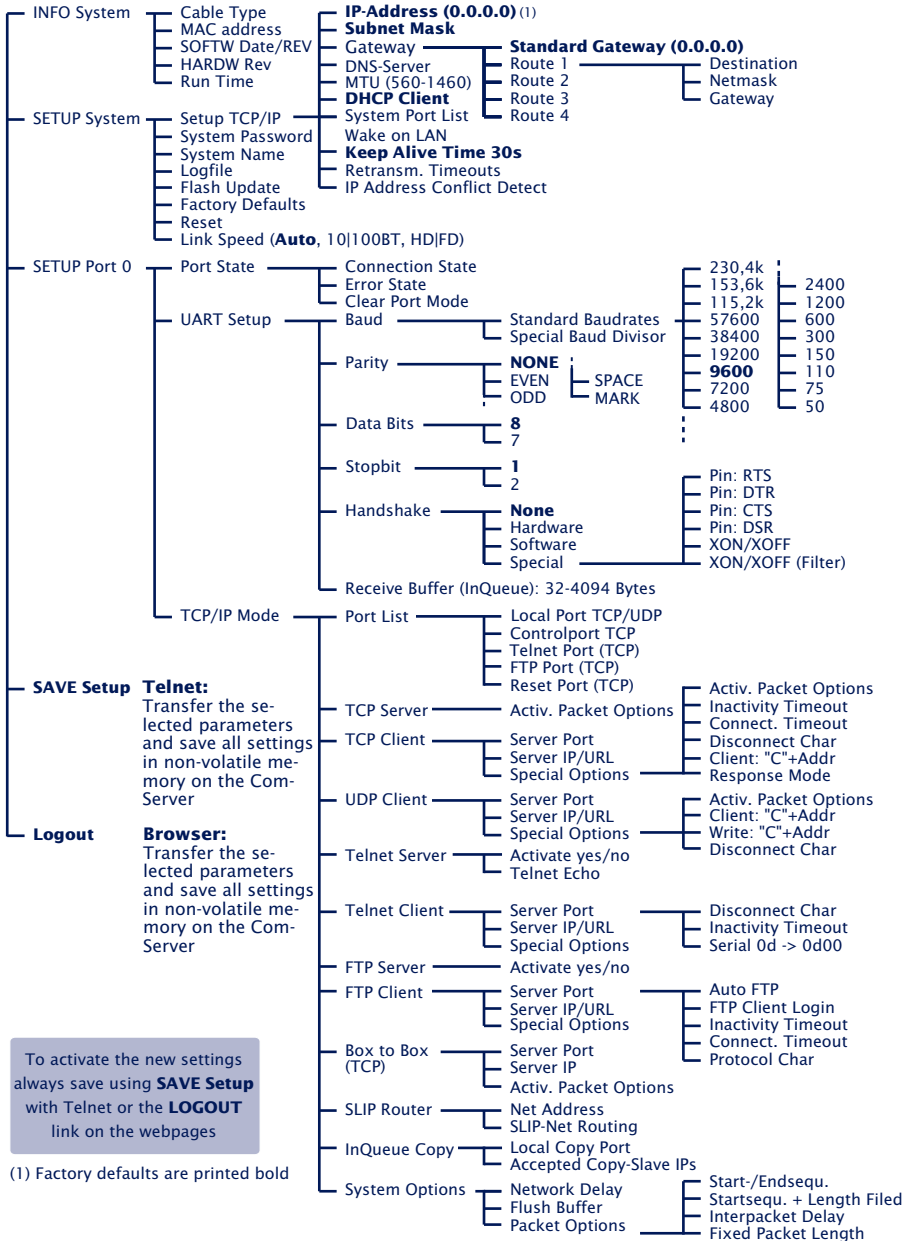 INFO System
Cable Type
MAC address
SOFTW Date/REV
HARDW Rev
Run Time
SETUP System
Setup TCP/IP
IP-Address (0.0.0.0) (1)
Subnet Mask
Gateway
Standard Gateway (0.0.0.0)
Route 1
Destination
Netmask
Gateway
Route 2
Route 3
Route 4
DNS-Server
MTU (560-1460)
DHCP Client
System Port List
Wake on LAN
Keep Alive Time 30s
Retransm. Timeouts
IP Address Conflict Detect
System Password
System Name
Logfile
Flash Update
Factory Defaults
Reset
Link Speed (Auto, 10|100BT, HD|FD)
SETUP Port 0
Port State
Connection State
Error State
Clear Port Mode
UART Setup
Baud
Standard Baudrates
Special Baud Divisor
230,4k
153,6k
115,2k
57600
38400
19200
9600
7200
4800
2400
1200
600
300
150
110
75
50
Parity
NONE
EVEN
ODD
SPACE
MARK
Data Bits
8
7
Stopbit
1
2
Handshake
None
Hardware
Software
Special
Pin: RTS
Pin: DTR
Pin: CTS
Pin: DSR
XON/XOFF
XON/XOFF (Filter)
Receive Buffer (InQueue): 32-4094 Bytes
TCP/IP Mode
Port List
Local Port TCP/UDP
Controlport TCP
Telnet Port (TCP)
FTP Port (TCP)
Reset Port (TCP)
TCP Server
Activ. Packet Options
TCP Client
Server Port
Server IP/URL
Special Options
Activ. Packet Options
Inactivity Timeout
Connect. Timeout
Disconnect Char
Client: "C"+Addr
Response Mode
UDP Client
Server Port
Server IP/URL
Special Options
Activ. Packet Options
Client: "C"+Addr
Write: "C"+Addr
Disconnect Char
Telnet Server
Activate yes/no
Telnet Echo
Telnet Client
Server Port
Server IP/URL
Special Options
Disconnect Char
Inactivity Timeout
Serial 0d -> 0d00
FTP Server
Activate yes/no
FTP Client
Server Port
Server IP/URL
Special Options
Auto FTP
FTP Client Login
Inactivity Timeout
Connect. Timeout
Protocol Char
Box to Box
(TCP)
Server Port
Server IP
Activ. Packet Options
SLIP Router
Net Address
SLIP-Net Routing
InQueue Copy
Local Copy Port
Accepted Copy-Slave IPs
System Options
Network Delay
Flush Buffer
Packet Options
Start-/Endsequ.
Startsequ. + Length Filed
Interpacket Delay
Fixed Packet Length
SAVE Setup
Telnet:
Transfer the se-
lected parameters
and save all settings
in non-volatile me-
mory on the Com-
Server
Logout
Browser:
Transfer the se-
lected parameters
and save all settings
in non-volatile me-
mory on the Com-
Server
To activate the new settings
always save using SAVE Setup
with Telnet or the LOGOUT
link on the webpages
(1) Factory defaults are printed bold